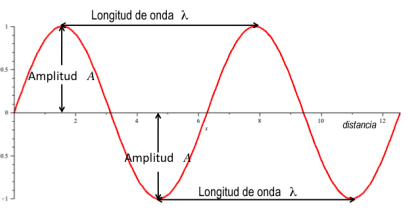 Longitud de onda λ
1
0.5
Amplitud A
0
2
4
6
8
10
12
x
distancia
Amplitud A
-0.5
Longitud de onda λ
-1